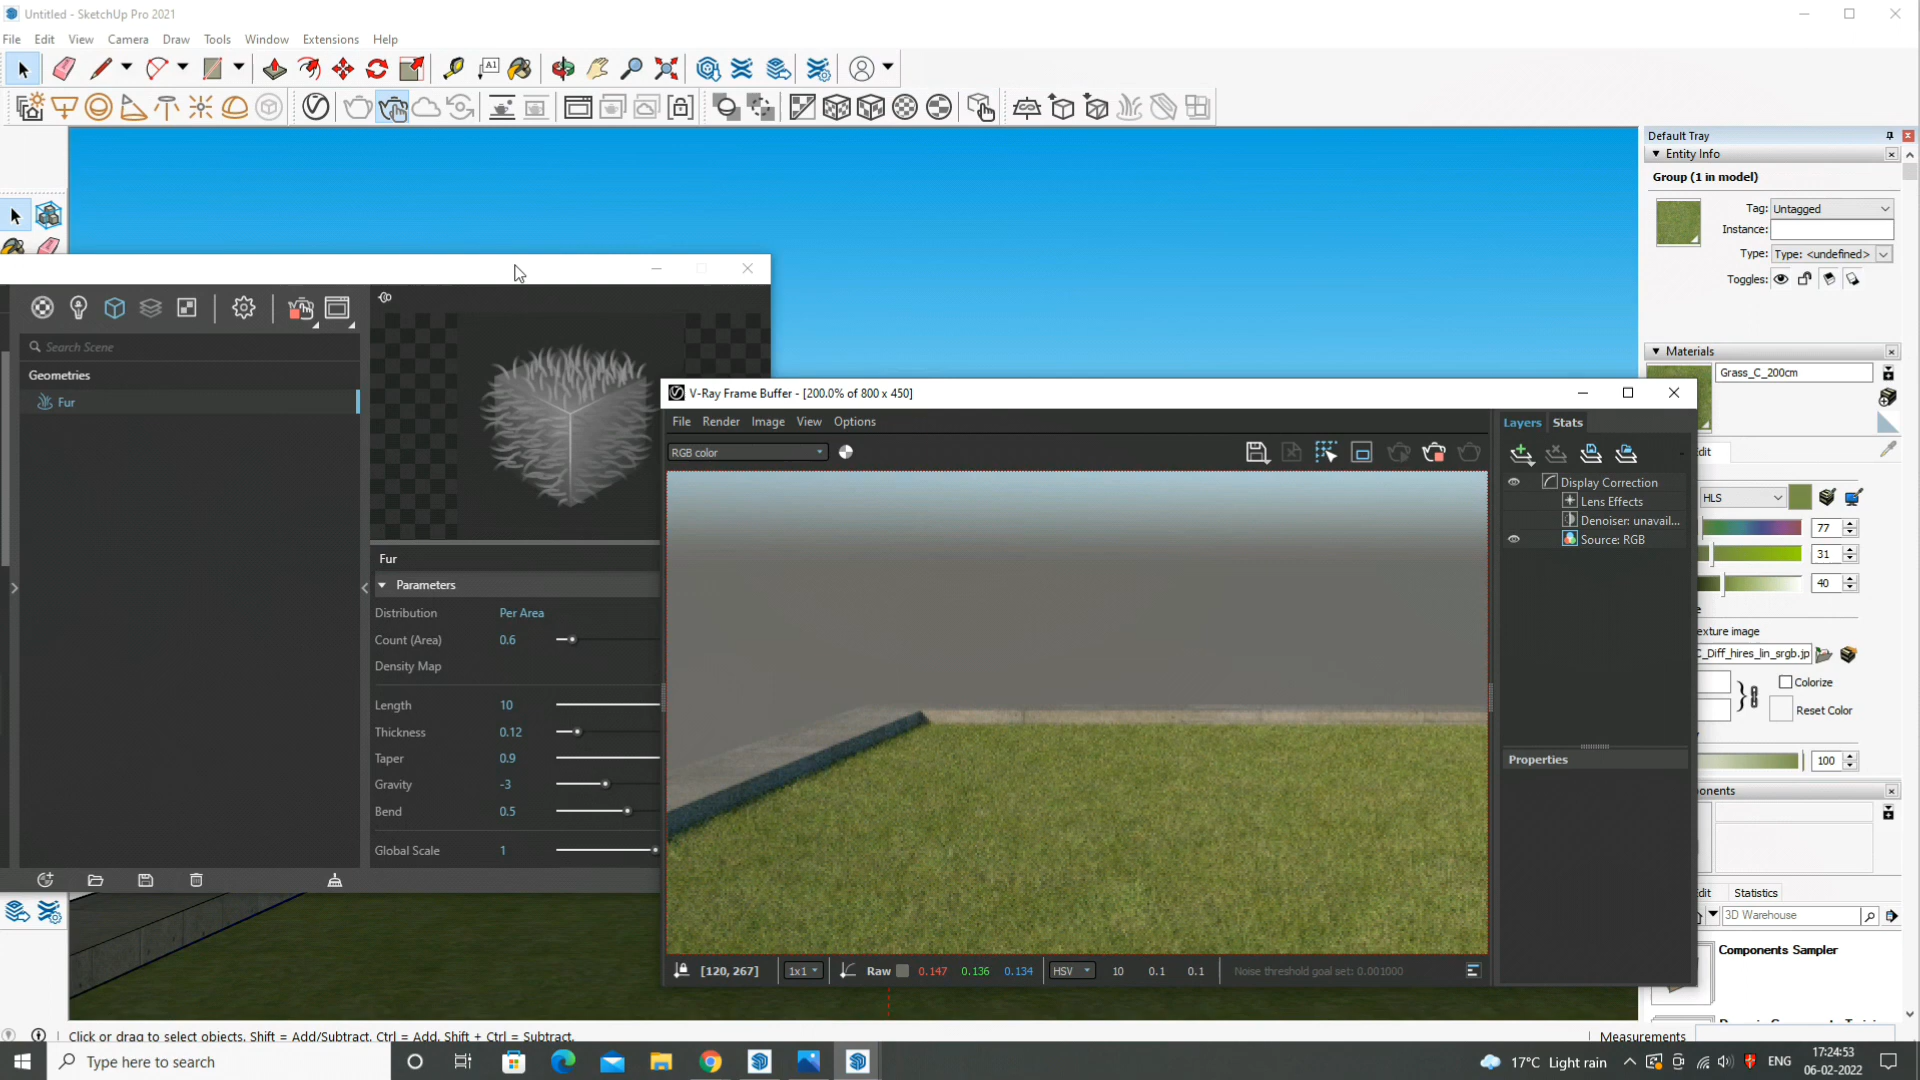 Untitled - SketchUp Pro 2021
File Edit View Camera Draw Tools Window Extensions Help
Default Tray
Entity Info
Group (1 in model)
Tag: Untagged
Instance:
Type: Type: <undefined>
Toggles:
Materials
Grass_C_200cm
HLS
77
31
40
C_Diff_hires_lin_srgb.jp
Colorize
Reset Color
100
Statistics
3D Warehouse
Components Sampler
Search Scene
Geometries
Fur
Fur
Parameters
Distribution Per Area
Count (Area) 0.6
Density Map
Length 10
Thickness 0.12
Taper 0.9
Gravity -3
Bend 0.5
Global Scale 1
V-Ray Frame Buffer - [200.0% of 800 x 450]
File Render Image View Options
RGB color
Layers Stats
Display Correction
Lens Effects
Denoiser: unavail...
Source: RGB
Properties
[120, 267] 1x1 Raw 0.147 0.136 0.134 HSV 10 0.1 0.1 Noise threshold goal set: 0.001000
Click or drag to select objects. Shift = Add/Subtract. Ctrl = Add. Shift + Ctrl = Subtract.
Measurements
Type here to search
17°C Light rain
ENG
17:24:53
06-02-2022